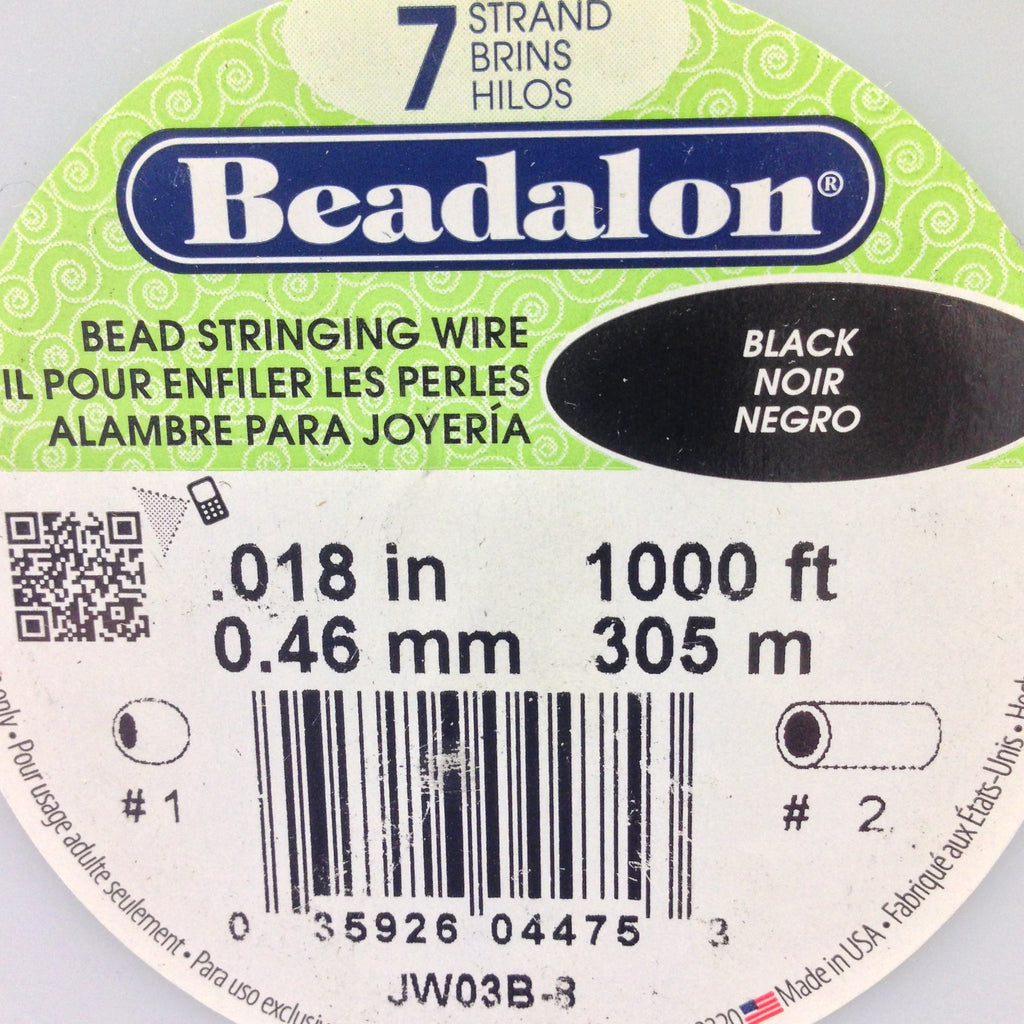 7
STRAND
BRINS
HILOS
Beadalon®
BEAD STRINGING WIRE
IL POUR ENFILER LES PERLES
ALAMBRE PARA JOYERÍA
BLACK
NOIR
NEGRO
.018 in 1000 ft
0.46 mm 305 m
#1
# 2
0 35926 04475 3
JW03B-8
only • Pour usage adulte seulement • Para uso exclusiv
Made in USA • Fabriqué aux États-Unis •